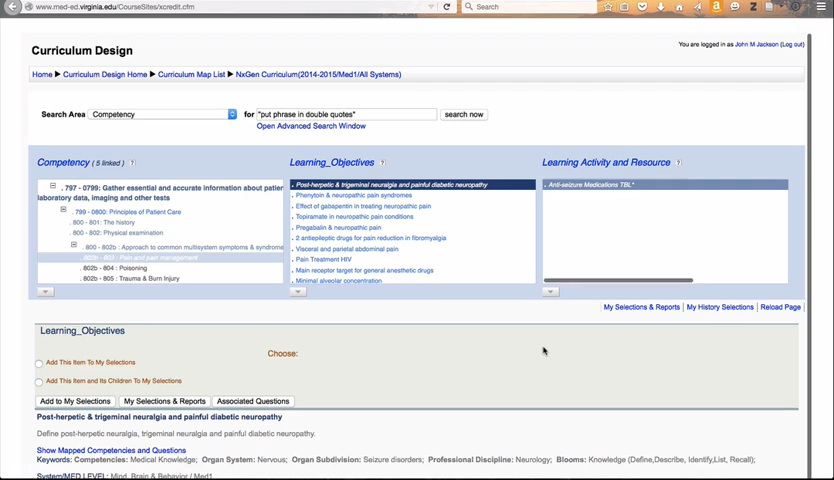 www.med-ed.virginia.edu/CourseSites/xcredit.cfm
Search
Curriculum Design
You are logged in as John M Jackson (Log out)
Home ▶ Curriculum Design Home ▶ Curriculum Map List ▶ NxGen Curriculum(2014-2015/Med1/All Systems)
Search Area Competency for "put phrase in double quotes" search now
Open Advanced Search Window
Competency ( 5 linked ) ?
. 797 - 0799: Gather essential and accurate information about patien
laboratory data, imaging and other tests
. 799 - 0800: Principles of Patient Care
. 800 - 801: The history
. 800 - 802: Physical examination
. 800 - 802b : Approach to common multisystem symptoms & syndrome
. 802b - 803 : Pain and pain management
. 802b - 804 : Poisoning
. 802b - 805 : Trauma & Burn Injury
Learning_Objectives ?
. Post-herpetic & trigeminal neuralgia and painful diabetic neuropathy
. Phenytoin & neuropathic pain syndromes
. Effect of gabapentin in treating neuropathic pain
. Topiramate in neuropathic pain conditions
. Pregabalin & neuropathic pain
. 2 antiepileptic drugs for pain reduction in fibromyalgia
. Visceral and parietal abdominal pain
. Pain Treatment HIV
. Main receptor target for general anesthetic drugs
. Minimal alveolar concentration
Learning Activity and Resource ?
. Anti-seizure Medications TBL*
My Selections & Reports | My History Selections | Reload Page
Learning_Objectives
Choose:
Add This Item To My Selections
Add This Item and Its Children To My Selections
Add to My Selections My Selections & Reports Associated Questions
Post-herpetic & trigeminal neuralgia and painful diabetic neuropathy
Define post-herpetic neuralgia, trigeminal neuralgia and painful diabetic neuropathy.
Show Mapped Competencies and Questions
Keywords: Competencies: Medical Knowledge; Organ System: Nervous; Organ Subdivision: Seizure disorders; Professional Discipline: Neurology; Blooms: Knowledge (Define,Describe, Identify,List, Recall);
System/MED LEVEL: Mind, Brain & Behavior / Med1